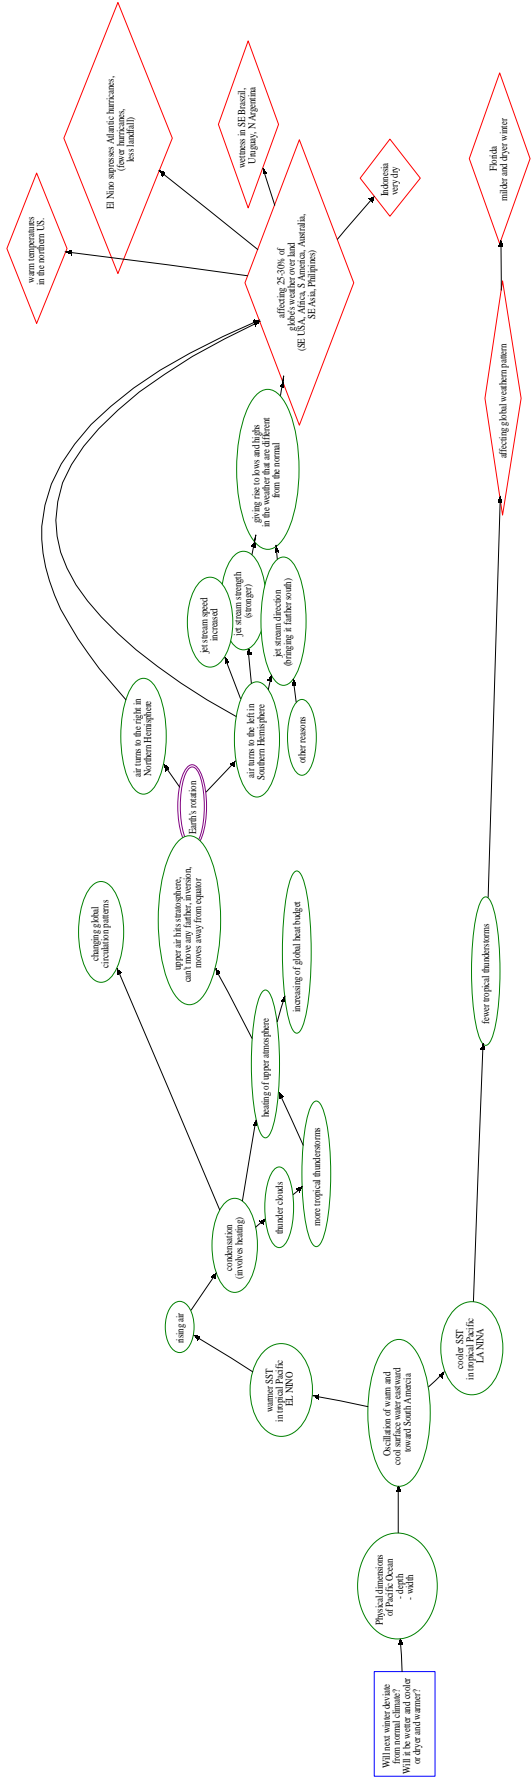 Will next winter deviate
from normal climate?
Will it be wetter and cooler
or dryer and warmer?
Physical dimensions
of Pacific Ocean
- depth
- width
Oscillation of warm and
cool surface water eastward
toward South Amercia
warmer SST
in tropical Pacific
EL NINO
cooler SST
in tropical Pacific
LA NINA
rising air
condensation
(involves heating)
thunder clouds
more tropical thunderstorms
heating of upper atmosphere
changing global
circulation patterns
upper air hits stratosphere,
can't move any farther, inversion,
moves away from equator
increasing of global heat budget
fewer tropical thunderstorms
Earth's rotation
air turns to the right in
Northern Hemisphere
air turns to the left in
Southern Hemisphere
other reasons
jet stream speed
increased
jet stream strength
(stronger)
jet stream direction
(bringing it farther south)
giving rise to lows and highs
in the weather that are different
from the normal
affecting 25-30% of
globe's weather over land
(SE USA, Africa, S America, Australia,
SE Asia, Philipines)
affecting global weathern pattern
warm temperatures
in the northern US.
El Nino supresses Atlantic hurricanes,
(fewer hurricanes,
less landfall)
wettness in SE Braszil,
Uruguay, N Argentina
Indonesia
very dry
Florida
milder and dryer winter